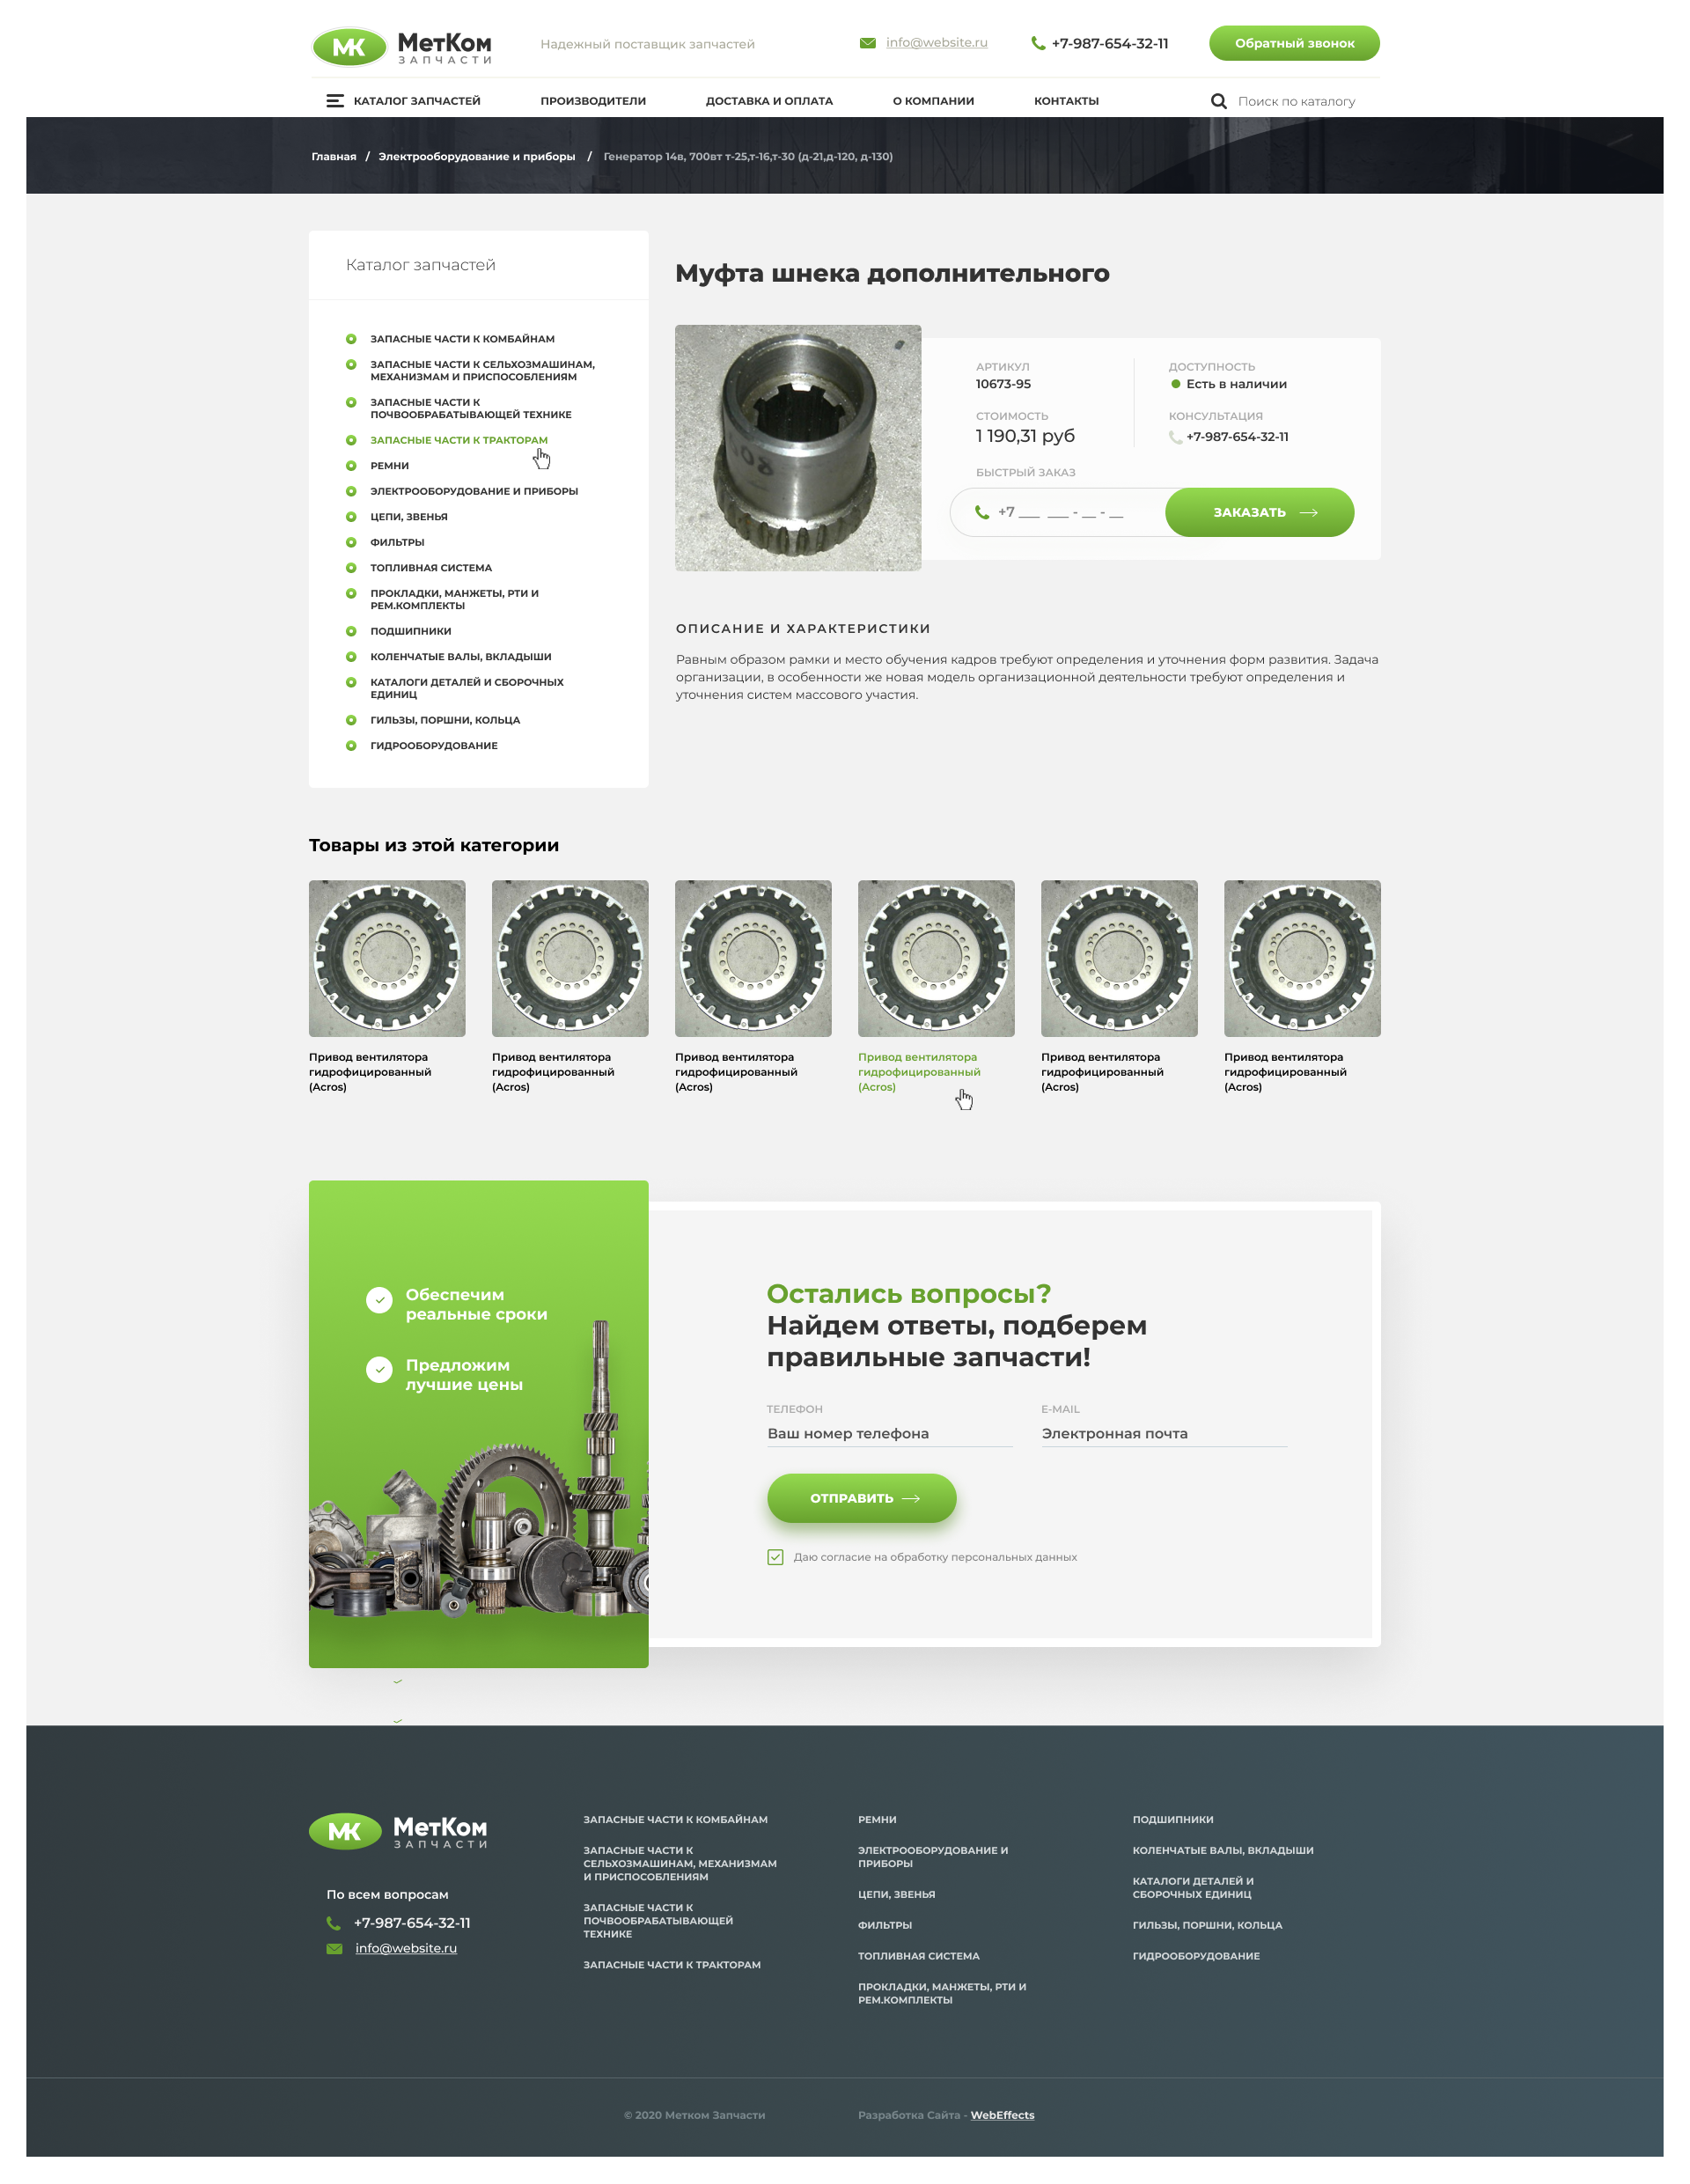 МК
МетКом
ЗАПЧАСТИ
Надежный поставщик запчастей
info@website.ru
+7-987-654-32-11
Обратный звонок
КАТАЛОГ ЗАПЧАСТЕЙ
ПРОИЗВОДИТЕЛИ
ДОСТАВКА И ОПЛАТА
О КОМПАНИИ
КОНТАКТЫ
Поиск по каталогу
Главная / Электрооборудование и приборы / Генератор 14в, 700вт т-25,т-16,т-30 (д-21,д-120, д-130)
Каталог запчастей
ЗАПАСНЫЕ ЧАСТИ К КОМБАЙНАМ
ЗАПАСНЫЕ ЧАСТИ К СЕЛЬХОЗМАШИНАМ,
МЕХАНИЗМАМ И ПРИСПОСОБЛЕНИЯМ
ЗАПАСНЫЕ ЧАСТИ К
ПОЧВООБРАБАТЫВАЮЩЕЙ ТЕХНИКЕ
ЗАПАСНЫЕ ЧАСТИ К ТРАКТОРАМ
РЕМНИ
ЭЛЕКТРООБОРУДОВАНИЕ И ПРИБОРЫ
ЦЕПИ, ЗВЕНЬЯ
ФИЛЬТРЫ
ТОПЛИВНАЯ СИСТЕМА
ПРОКЛАДКИ, МАНЖЕТЫ, РТИ И
РЕМ.КОМПЛЕКТЫ
ПОДШИПНИКИ
КОЛЕНЧАТЫЕ ВАЛЫ, ВКЛАДЫШИ
КАТАЛОГИ ДЕТАЛЕЙ И СБОРОЧНЫХ
ЕДИНИЦ
ГИЛЬЗЫ, ПОРШНИ, КОЛЬЦА
ГИДРООБОРУДОВАНИЕ
Муфта шнека дополнительного
АРТИКУЛ
10673-95
ДОСТУПНОСТЬ
Есть в наличии
СТОИМОСТЬ
1 190,31 руб
КОНСУЛЬТАЦИЯ
+7-987-654-32-11
БЫСТРЫЙ ЗАКАЗ
+7 ___ ___ - __ - __
ЗАКАЗАТЬ
ОПИСАНИЕ И ХАРАКТЕРИСТИКИ
Равным образом рамки и место обучения кадров требуют определения и уточнения форм развития. Задача
организации, в особенности же новая модель организационной деятельности требуют определения и
уточнения систем массового участия.
Товары из этой категории
Привод вентилятора
гидрофицированный
(Acros)
Привод вентилятора
гидрофицированный
(Acros)
Привод вентилятора
гидрофицированный
(Acros)
Привод вентилятора
гидрофицированный
(Acros)
Привод вентилятора
гидрофицированный
(Acros)
Привод вентилятора
гидрофицированный
(Acros)
Обеспечим
реальные сроки
Предложим
лучшие цены
Остались вопросы?
Найдем ответы, подберем
правильные запчасти!
ТЕЛЕФОН
Ваш номер телефона
E-MAIL
Электронная почта
ОТПРАВИТЬ
Даю согласие на обработку персональных данных
МК
МетКом
ЗАПЧАСТИ
По всем вопросам
+7-987-654-32-11
info@website.ru
ЗАПАСНЫЕ ЧАСТИ К КОМБАЙНАМ
ЗАПАСНЫЕ ЧАСТИ К
СЕЛЬХОЗМАШИНАМ, МЕХАНИЗМАМ
И ПРИСПОСОБЛЕНИЯМ
ЗАПАСНЫЕ ЧАСТИ К
ПОЧВООБРАБАТЫВАЮЩЕЙ
ТЕХНИКЕ
ЗАПАСНЫЕ ЧАСТИ К ТРАКТОРАМ
РЕМНИ
ЭЛЕКТРООБОРУДОВАНИЕ И
ПРИБОРЫ
ЦЕПИ, ЗВЕНЬЯ
ФИЛЬТРЫ
ТОПЛИВНАЯ СИСТЕМА
ПРОКЛАДКИ, МАНЖЕТЫ, РТИ И
РЕМ.КОМПЛЕКТЫ
ПОДШИПНИКИ
КОЛЕНЧАТЫЕ ВАЛЫ, ВКЛАДЫШИ
КАТАЛОГИ ДЕТАЛЕЙ И
СБОРОЧНЫХ ЕДИНИЦ
ГИЛЬЗЫ, ПОРШНИ, КОЛЬЦА
ГИДРООБОРУДОВАНИЕ
© 2020 Метком Запчасти
Разработка Сайта - WebEffects